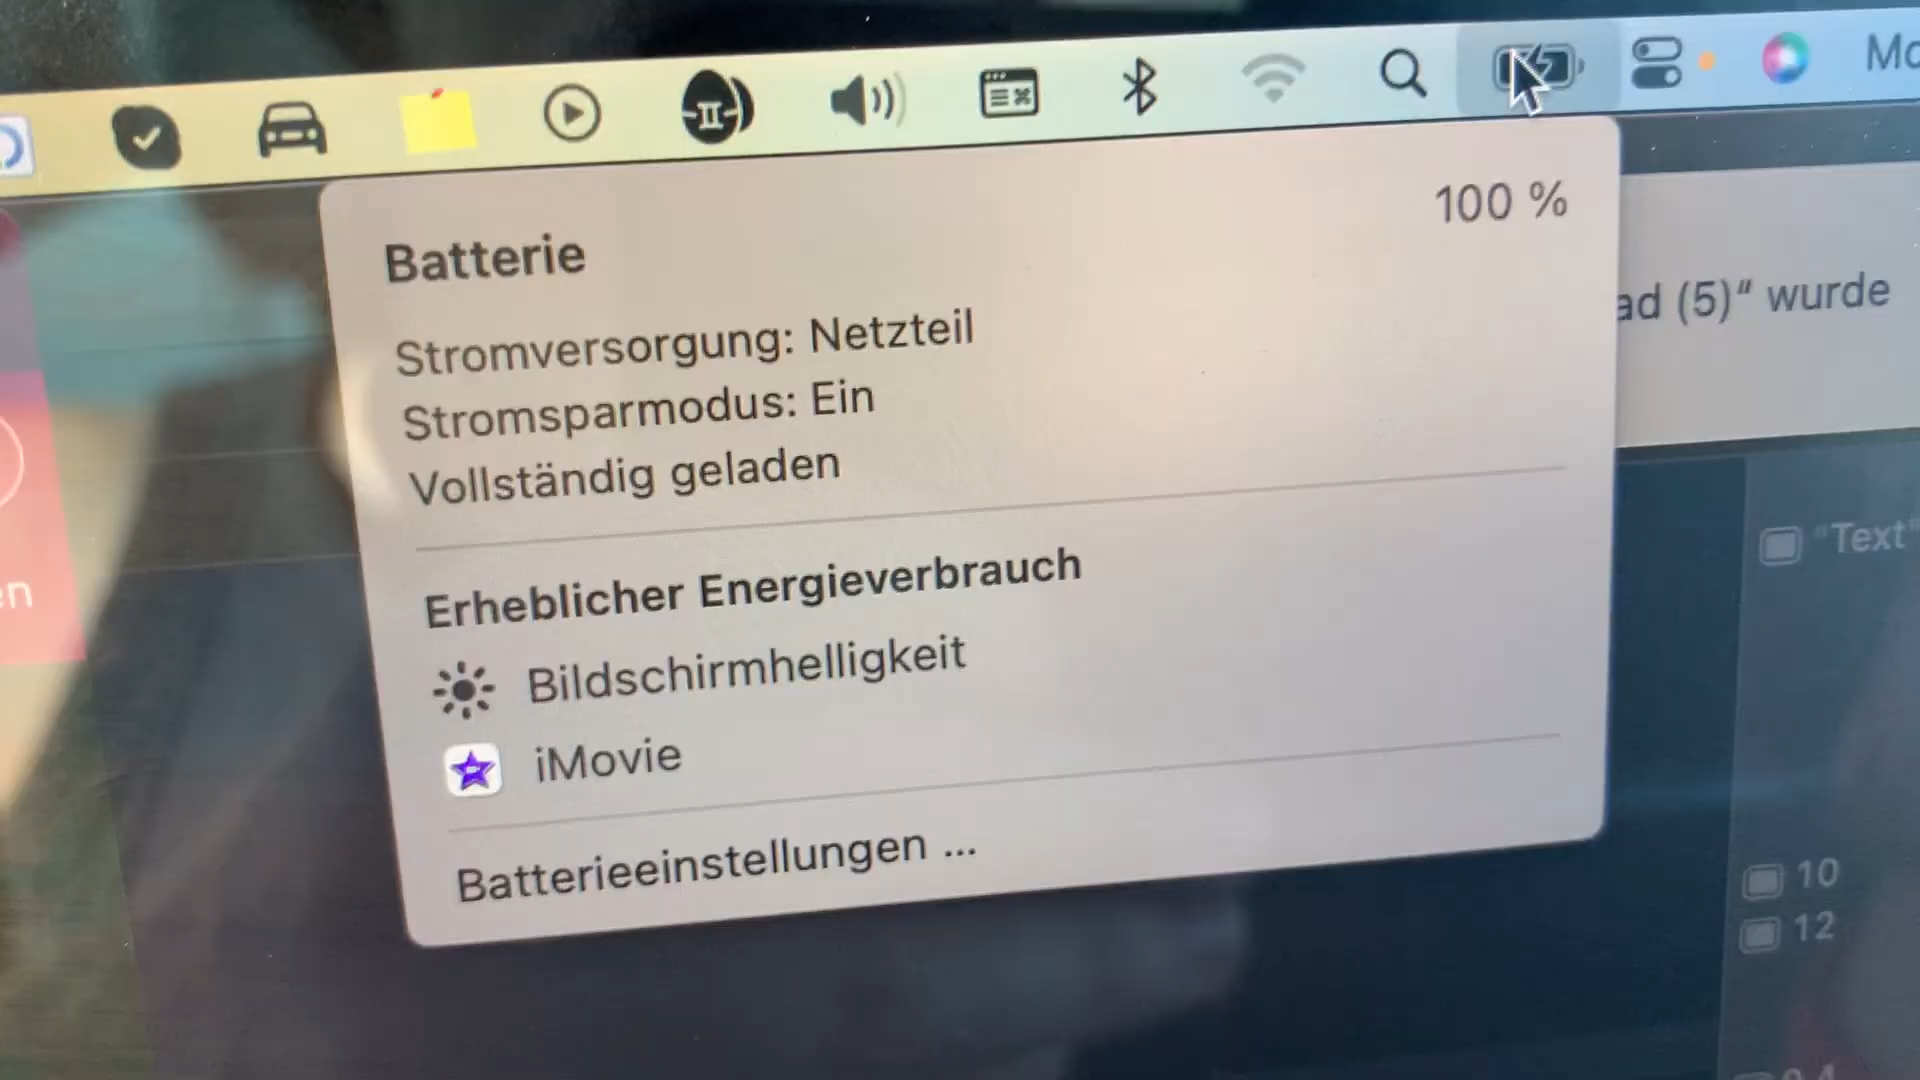 Mo
Batterie
100 %
Stromversorgung: Netzteil
Stromsparmodus: Ein
Vollständig geladen
Erheblicher Energieverbrauch
Bildschirmhelligkeit
iMovie
Batterieeinstellungen ...
ad (5)“ wurde
en
"Text"
10
12